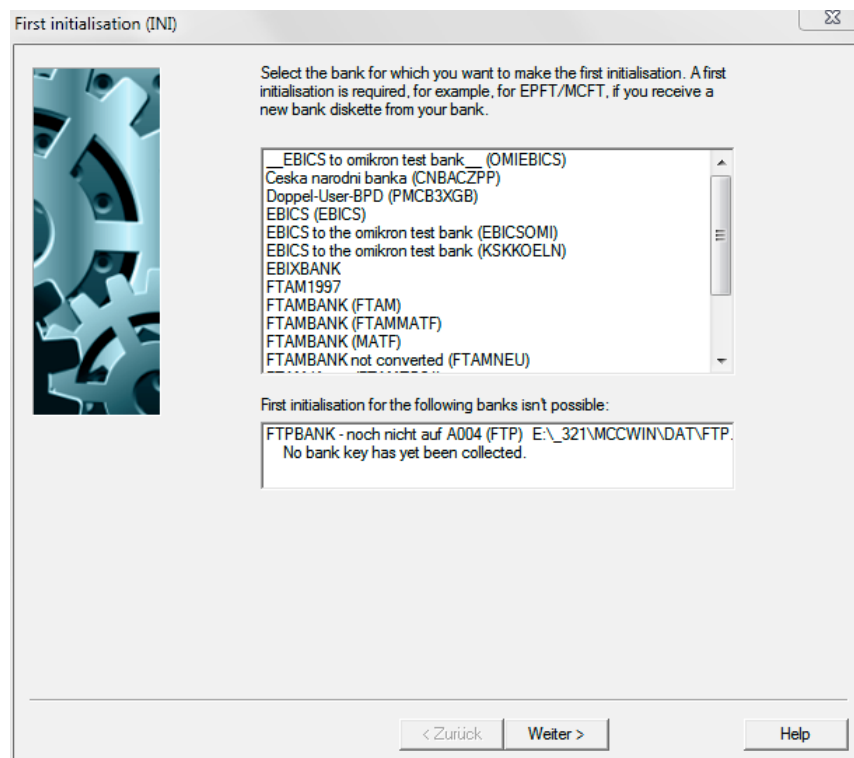 First initialisation (INI)
Select the bank for which you want to make the first initialisation. A first
initialisation is required, for example, for EPFT/MCFT, if you receive a
new bank diskette from your bank.
__EBICS to omikron test bank__ (OMIEBICS)
Ceska narodni banka (CNBACZPP)
Doppel-User-BPD (PMCB3XGB)
EBICS (EBICS)
EBICS to the omikron test bank (EBICSOMI)
EBICS to the omikron test bank (KSKKOELN)
EBIXBANK
FTAM1997
FTAMBANK (FTAM)
FTAMBANK (FTAMMATF)
FTAMBANK (MATF)
FTAMBANK not converted (FTAMNEU)
First initialisation for the following banks isn't possible:
FTPBANK - noch nicht auf A004 (FTP) E:\_321\MCCWIN\DAT\FTP.
No bank key has yet been collected.
< Zurück
Weiter >
Help